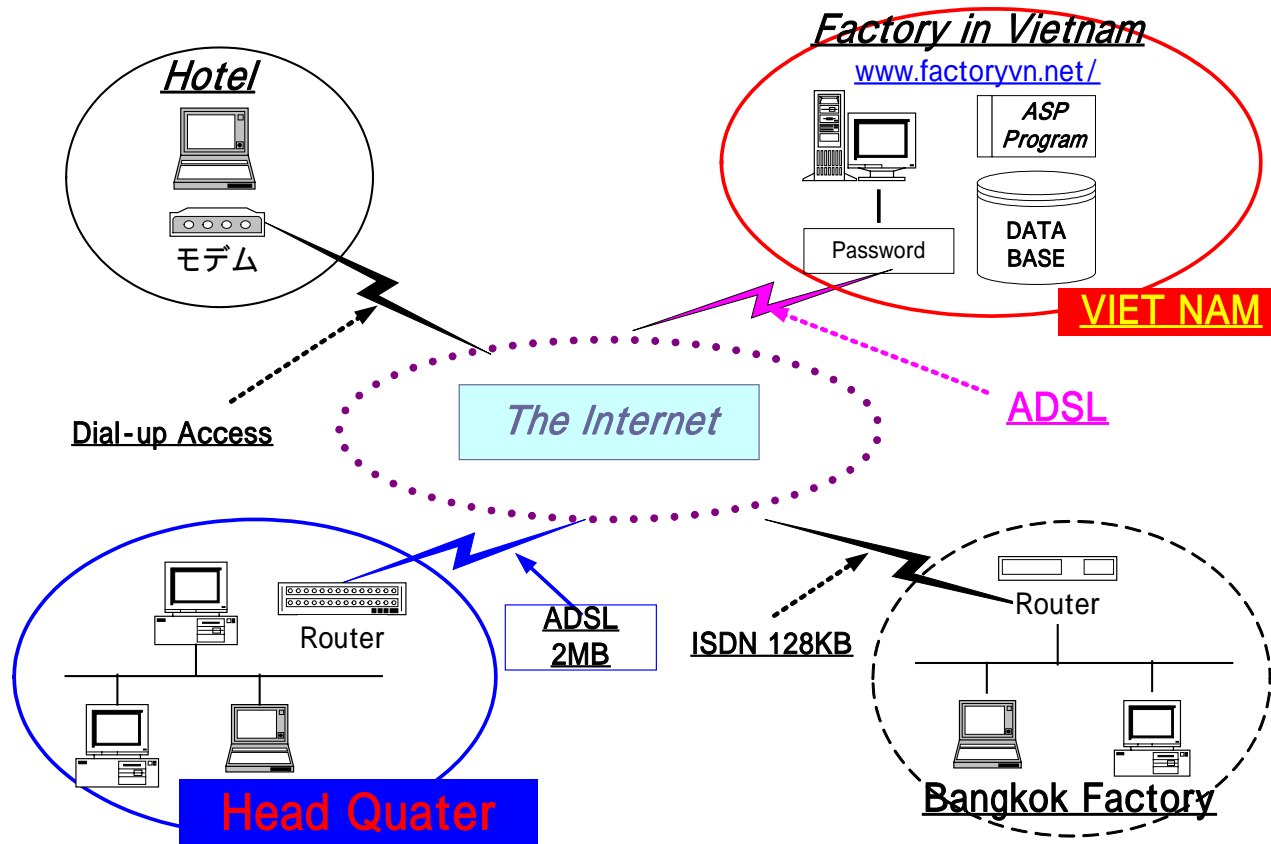 Hotel
モデム
Dial-up Access
Factory in Vietnam
www.factoryvn.net/
ASP
Program
Password
DATA
BASE
VIET NAM
ADSL
The Internet
Router
ADSL
2MB
Head Quater
ISDN 128KB
Router
Bangkok Factory